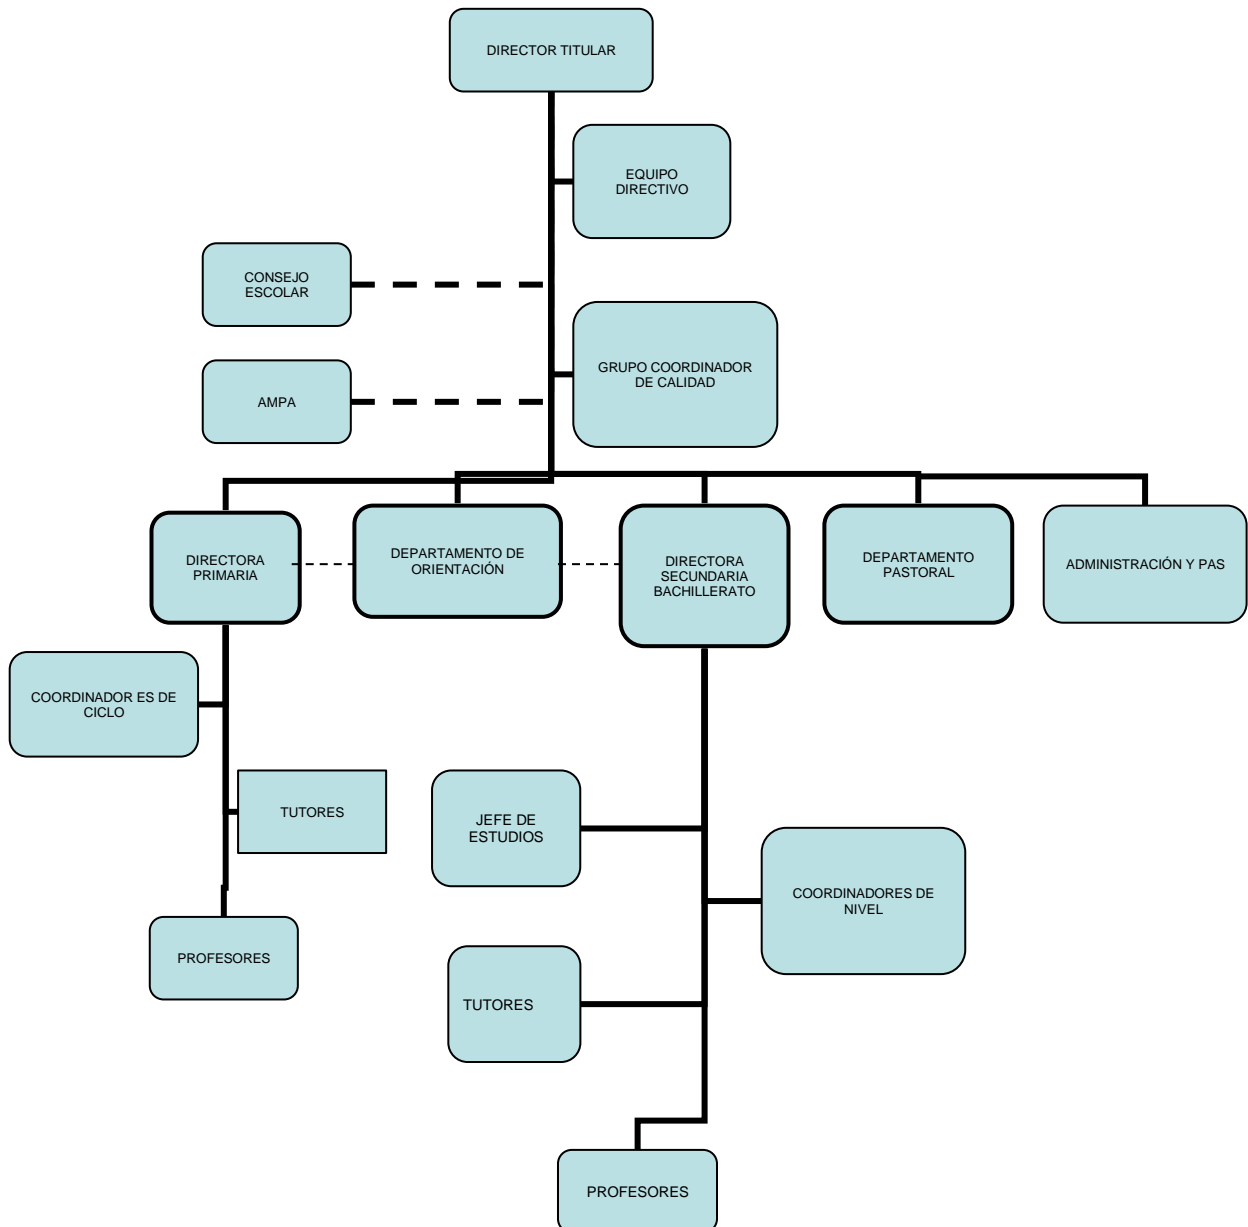 DIRECTOR TITULAR
EQUIPO
DIRECTIVO
CONSEJO
ESCOLAR
GRUPO COORDINADOR
DE CALIDAD
AMPA
DIRECTORA
PRIMARIA
DEPARTAMENTO DE
ORIENTACIÓN
DIRECTORA
SECUNDARIA
BACHILLERATO
DEPARTAMENTO
PASTORAL
ADMINISTRACIÓN Y PAS
COORDINADOR ES DE
CICLO
TUTORES
PROFESORES
JEFE DE
ESTUDIOS
COORDINADORES DE
NIVEL
TUTORES
PROFESORES